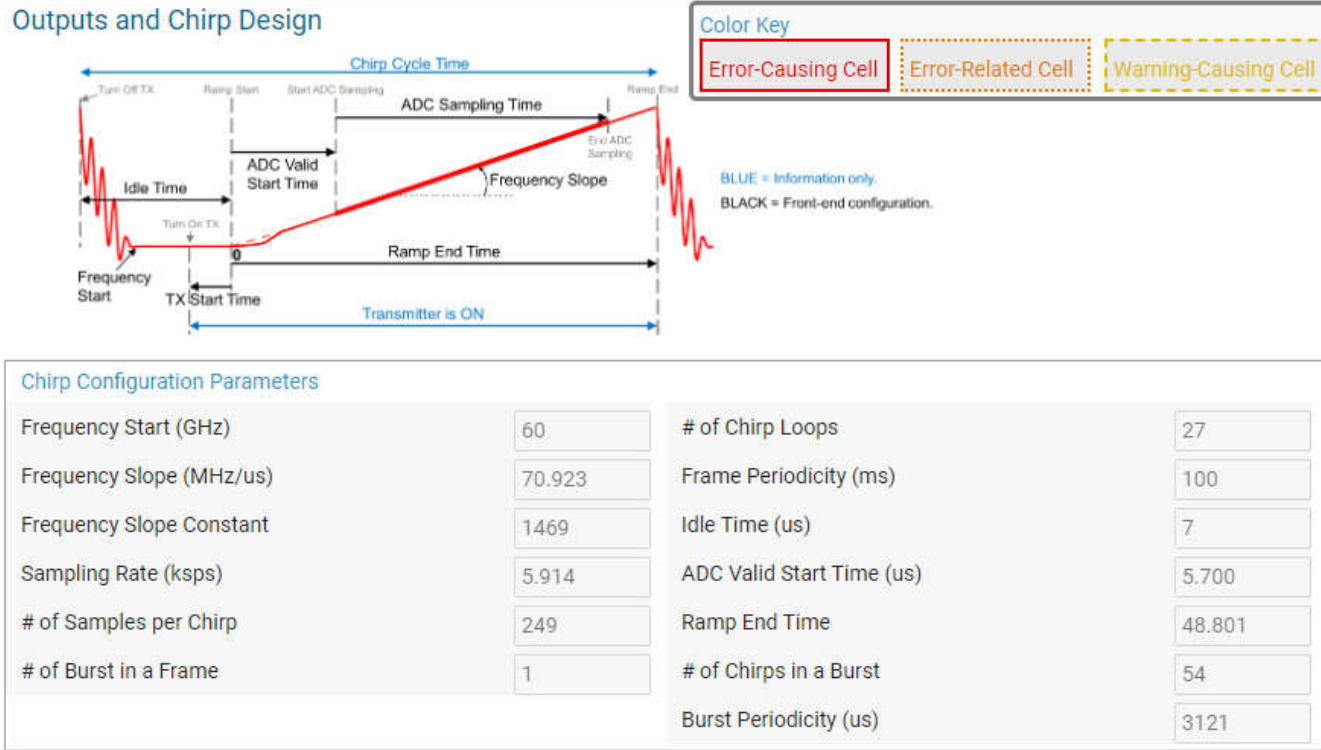 Outputs and Chirp Design
Color Key
Error-Causing Cell
Error-Related Cell
Warning-Causing Cell
Chirp Cycle Time
Turn Off TX
Ramp Start
Start ADC Sampling
Ramp End
ADC Sampling Time
End ADC
Sampling
ADC Valid
Start Time
Frequency Slope
Idle Time
BLUE = Information only.
BLACK = Front-end configuration.
Turn On TX
0
Ramp End Time
Frequency
Start
TX Start Time
Transmitter is ON
Chirp Configuration Parameters
Frequency Start (GHz) 60
# of Chirp Loops 27
Frequency Slope (MHz/us) 70.923
Frame Periodicity (ms) 100
Frequency Slope Constant 1469
Idle Time (us) 7
Sampling Rate (ksps) 5.914
ADC Valid Start Time (us) 5.700
# of Samples per Chirp 249
Ramp End Time 48.801
# of Burst in a Frame 1
# of Chirps in a Burst 54
Burst Periodicity (us) 3121